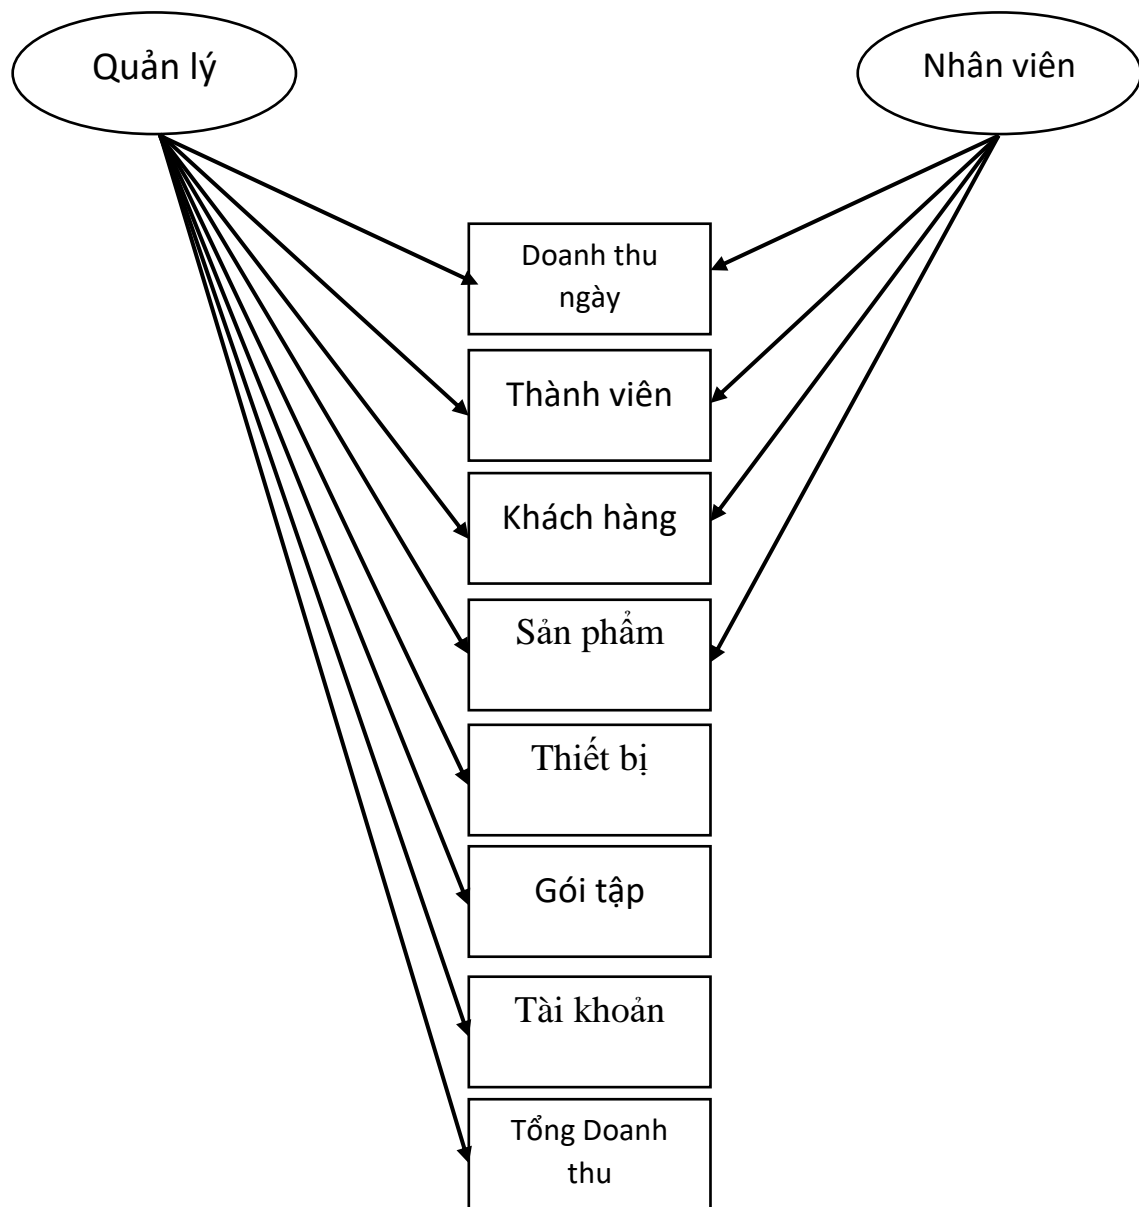 Quản lý
Nhân viên
Doanh thu
ngày
Thành viên
Khách hàng
Sản phẩm
Thiết bị
Gói tập
Tài khoản
Tổng Doanh
thu